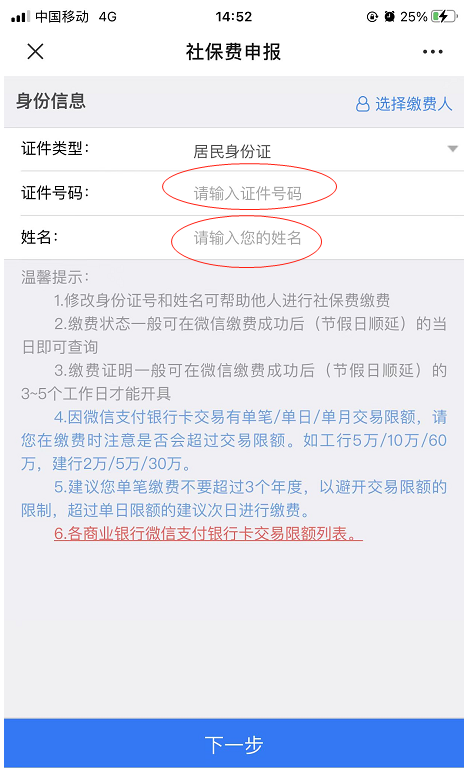 中国移动 4G 14:52 25%
社保费申报
身份信息 选择缴费人
证件类型： 居民身份证
证件号码： 请输入证件号码
姓名： 请输入您的姓名
温馨提示：
1.修改身份证号和姓名可帮助他人进行社保费缴费
2.缴费状态一般可在微信缴费成功后（节假日顺延）的当
日即可查询
3.缴费证明一般可在微信缴费成功后（节假日顺延）的
3~5个工作日才能开具
4.因微信支付银行卡交易有单笔/单日/单月交易限额，请
您在缴费时注意是否会超过交易限额。如工行5万/10万/60
万，建行2万/5万/30万。
5.建议您单笔缴费不要超过3个年度，以避开交易限额的
限制，超过单日限额的建议次日进行缴费。
6.各商业银行微信支付银行卡交易限额列表。
下一步